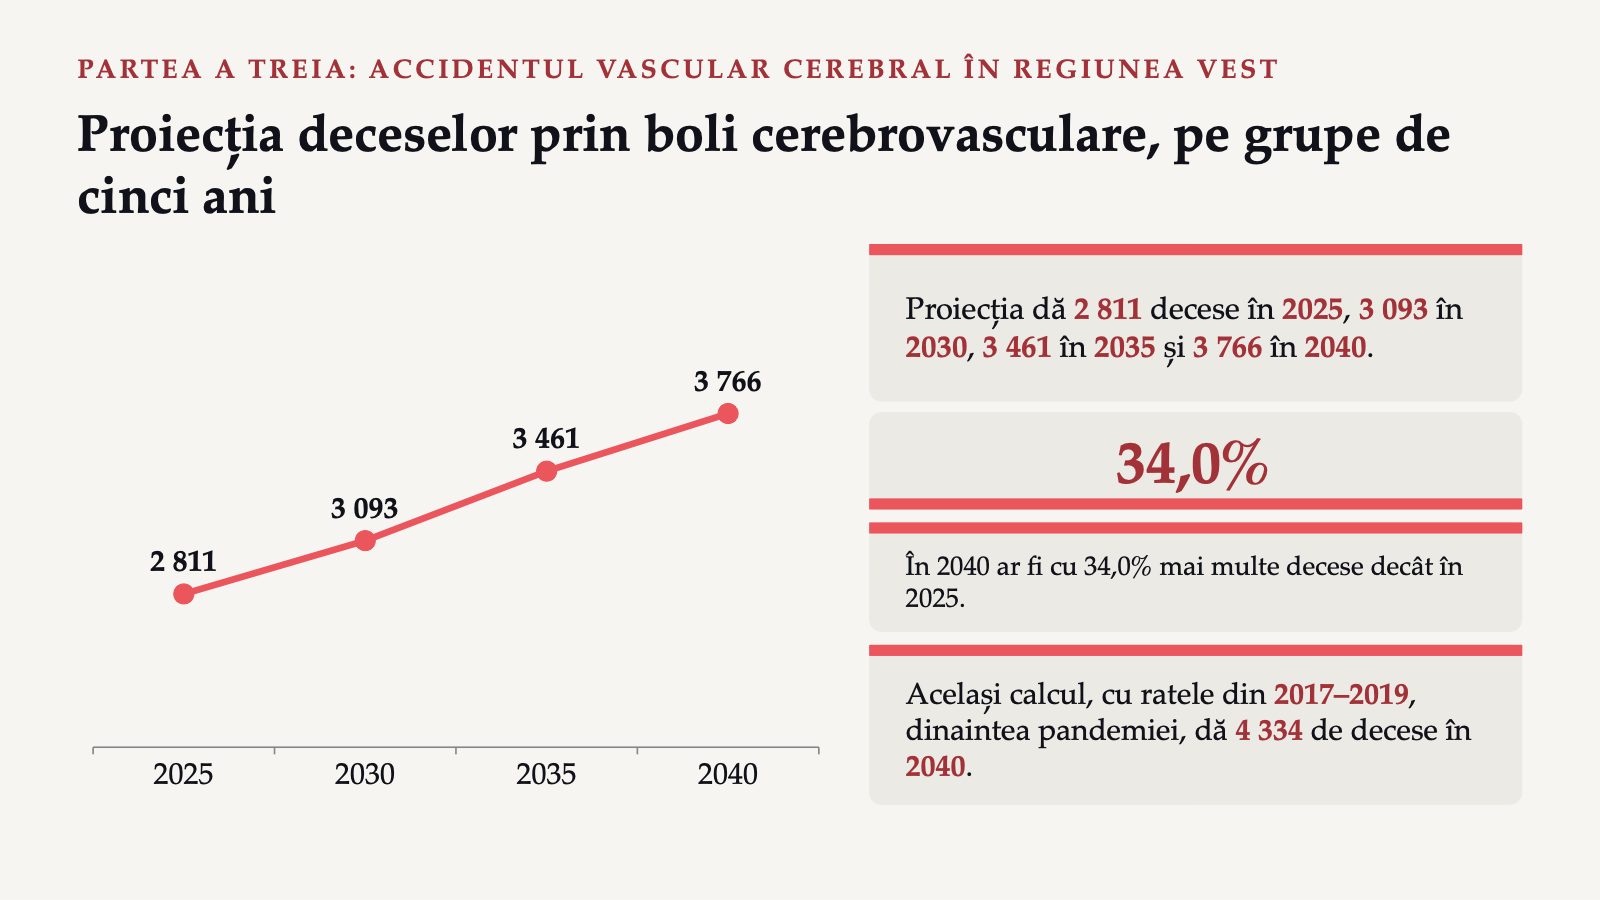 PARTEA A TREIA: ACCIDENTUL VASCULAR CEREBRAL ÎN REGIUNEA VEST
Proiecția deceselor prin boli cerebrovasculare, pe grupe de
cinci ani
3 766
3 461
3 093
2 811
2025 2030 2035 2040
Proiecția dă 2 811 decese în 2025, 3 093 în
2030, 3 461 în 2035 și 3 766 în 2040.
34,0%
În 2040 ar fi cu 34,0% mai multe decese decât în
2025.
Același calcul, cu ratele din 2017–2019,
dinaintea pandemiei, dă 4 334 de decese în
2040.